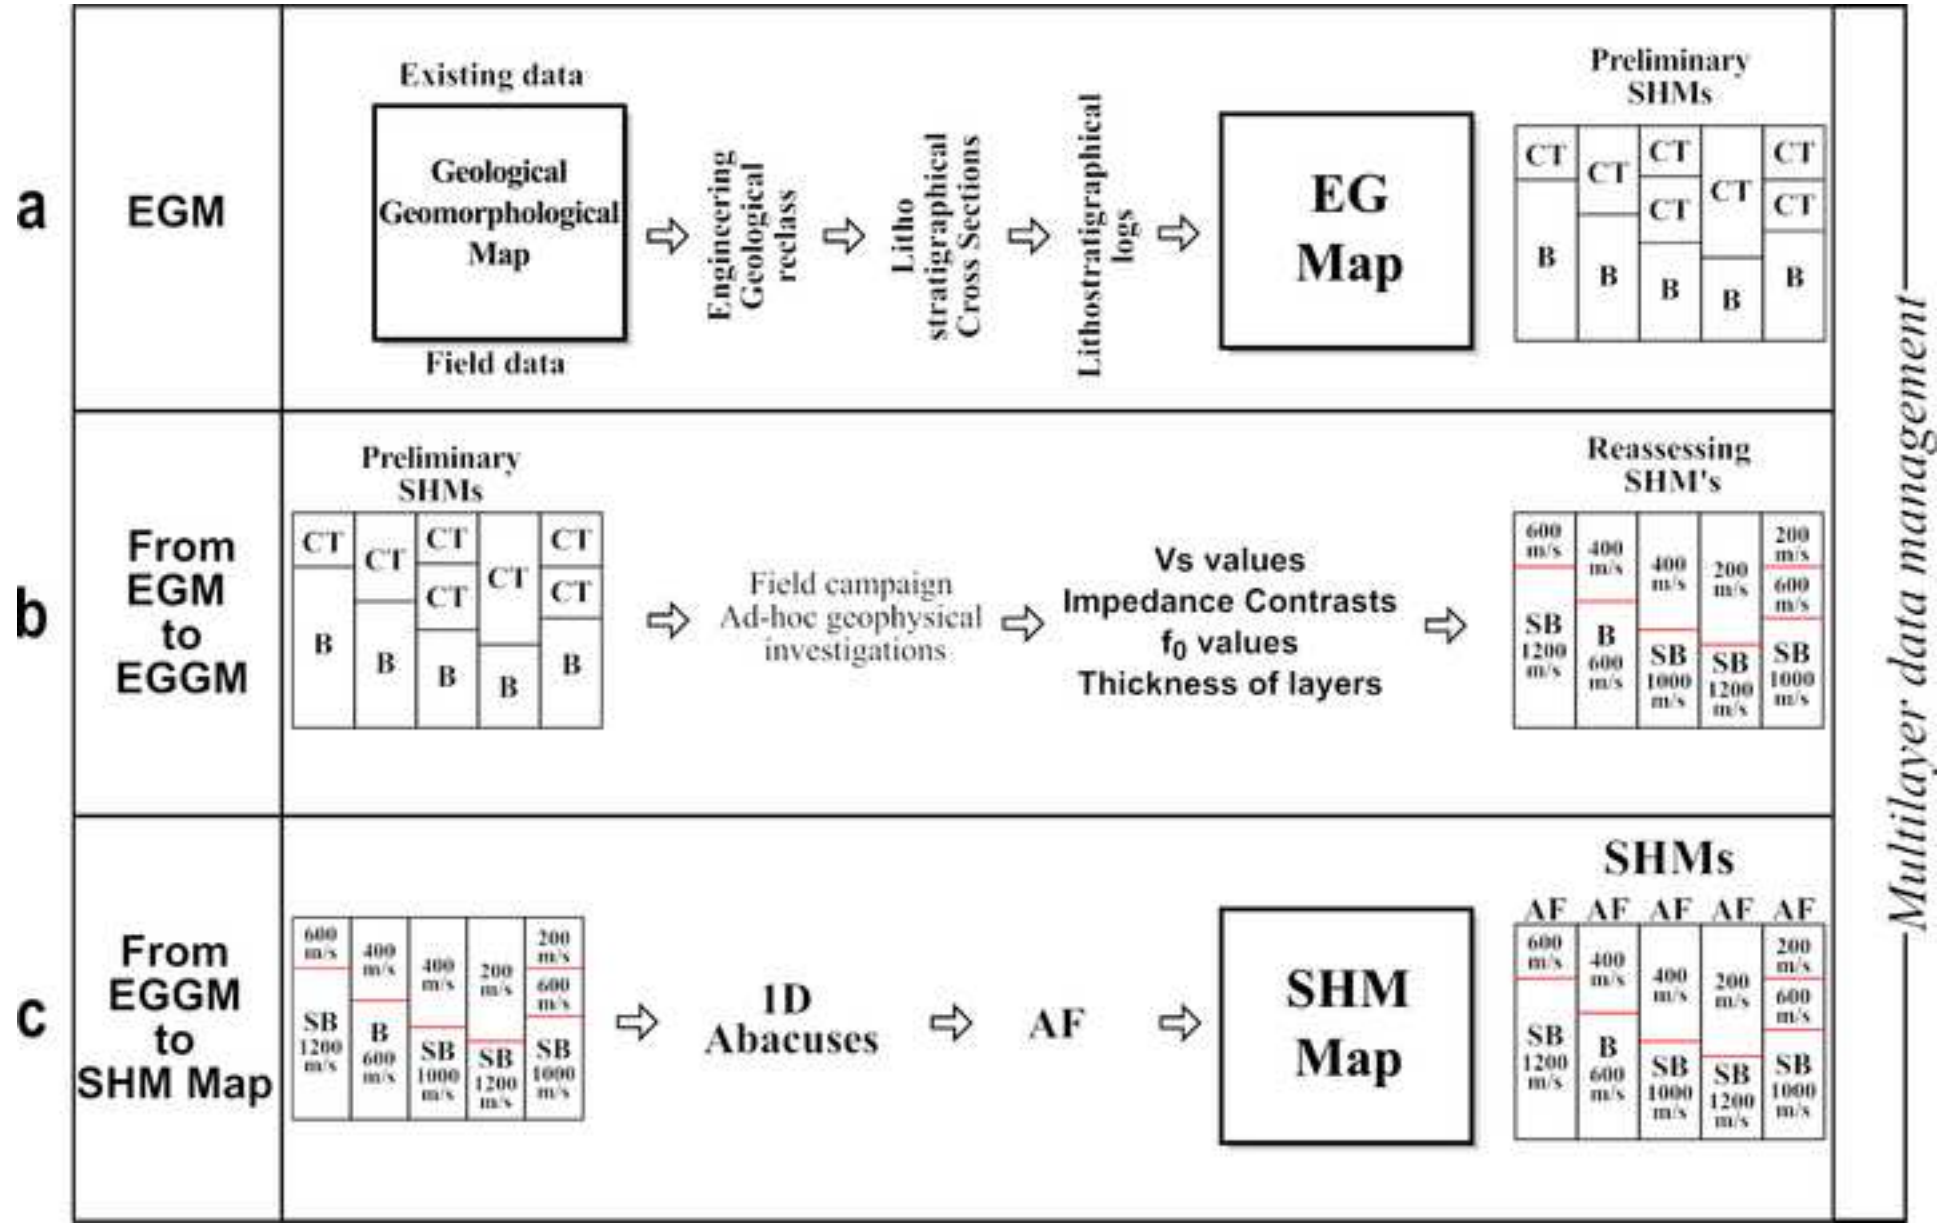 a
EGM
Existing data
Geological
Geomorphological
Map
Field data
Engineering
Geological
reclass
Litho
stratigraphical
Cross Sections
Lithostratigraphical
logs
EG
Map
Preliminary
SHMs
CT
B
CT
B
CT
CT
B
CT
B
CT
CT
B
b
From
EGM
to
EGGM
Preliminary
SHMs
CT
B
CT
B
CT
CT
B
CT
B
CT
CT
B
Field campaign
Ad-hoc geophysical
investigations
Vs values
Impedance Contrasts
f0 values
Thickness of layers
Reassessing
SHM's
600
m/s
SB
1200
m/s
400
m/s
B
600
m/s
400
m/s
SB
1000
m/s
200
m/s
SB
1200
m/s
200
m/s
600
m/s
SB
1000
m/s
c
From
EGGM
to
SHM Map
600
m/s
SB
1200
m/s
400
m/s
B
600
m/s
400
m/s
SB
1000
m/s
200
m/s
SB
1200
m/s
200
m/s
600
m/s
SB
1000
m/s
1D
Abacuses
AF
SHM
Map
SHMs
AF AF AF AF AF
600
m/s
SB
1200
m/s
400
m/s
B
600
m/s
400
m/s
SB
1000
m/s
200
m/s
SB
1200
m/s
200
m/s
600
m/s
SB
1000
m/s
Multilayer data management